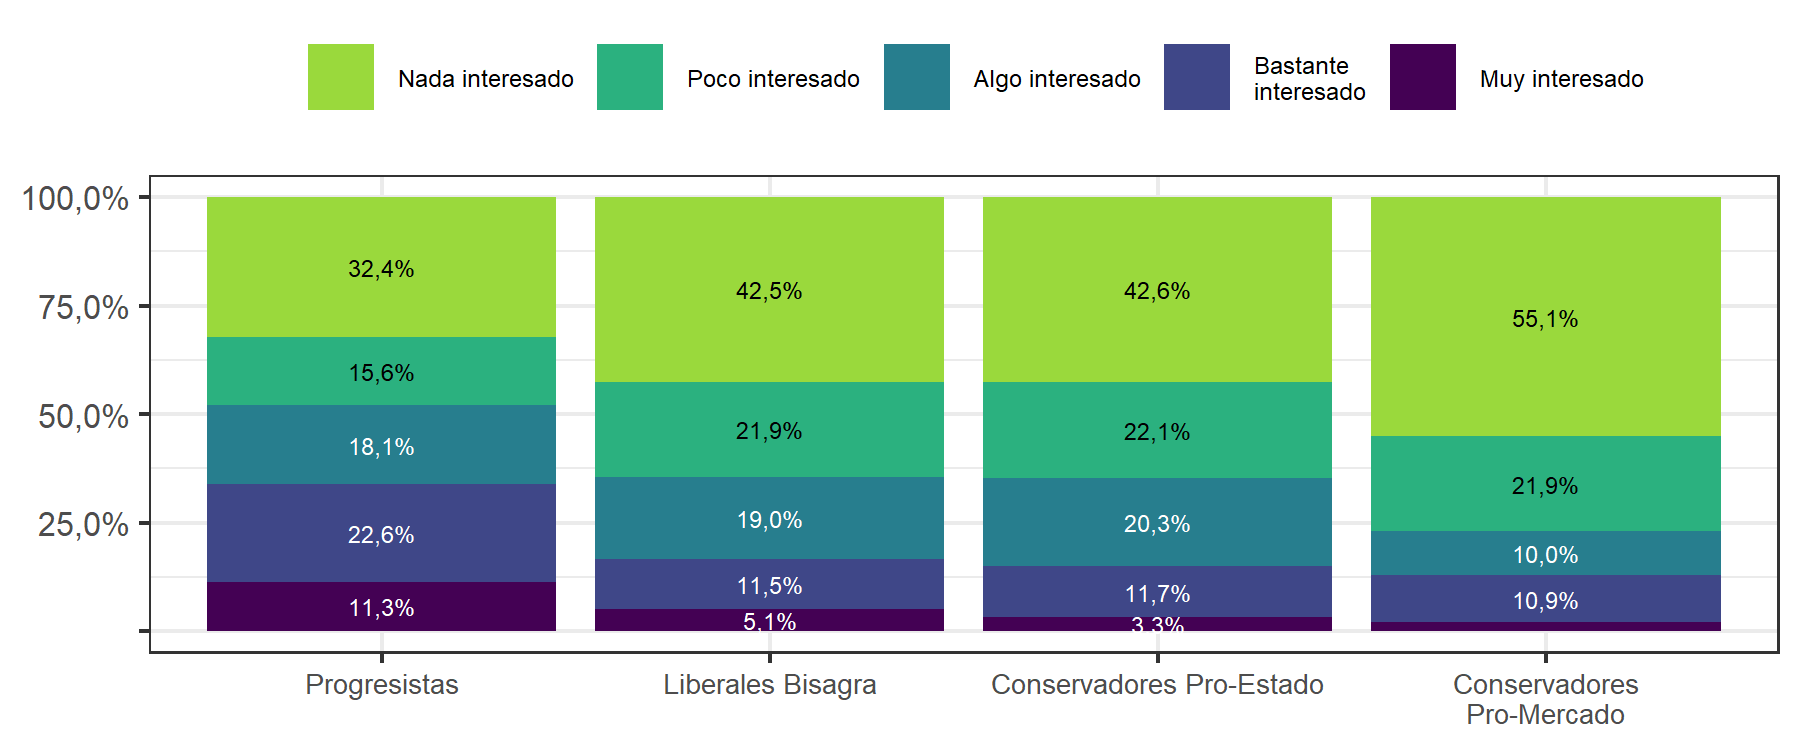 Nada interesado
Poco interesado
Algo interesado
Bastante
interesado
Muy interesado
100,0%
75,0%
50,0%
25,0%
32,4%
15,6%
18,1%
22,6%
11,3%
42,5%
21,9%
19,0%
11,5%
5,1%
42,6%
22,1%
20,3%
11,7%
3,3%
55,1%
21,9%
10,0%
10,9%
Progresistas
Liberales Bisagra
Conservadores Pro-Estado
Conservadores
Pro-Mercado